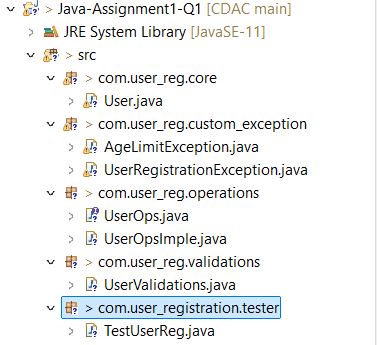 > Java-Assignment1-Q1 [CDAC main]
JRE System Library [JavaSE-11]
> src
> com.user_reg.core
User.java
> com.user_reg.custom_exception
AgeLimitException.java
UserRegistrationException.java
> com.user_reg.operations
UserOps.java
UserOpsImple.java
> com.user_reg.validations
UserValidations.java
> com.user_registration.tester
TestUserReg.java